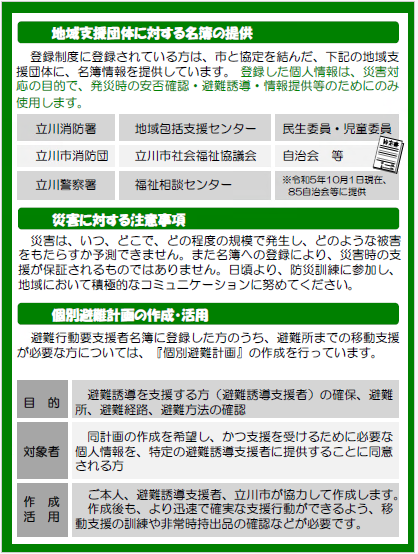 地域支援団体に対する名簿の提供
登録制度に登録されている方は、市と協定を結んだ、下記の地域支
援団体に、名簿情報を提供しています。 登録した個人情報は、災害対
応の目的で、発災時の安否確認・避難誘導・情報提供等のためにのみ
使用します。
立川消防署 地域包括支援センター 民生委員・児童委員
立川市消防団 立川市社会福祉協議会 自治会 等
立川警察署 福祉相談センター ※令和5年10月1日現在、
85自治会等に提供
災害に対する注意事項
災害は、いつ、どこで、どの程度の規模で発生し、どのような被害
をもたらすか予測できません。また名簿への登録により、災害時の支
援が保証されるものではありません。日頃より、防災訓練に参加し、
地域において積極的なコミュニケーションに努めてください。
個別避難計画の作成・活用
避難行動要支援者名簿に登録した方のうち、避難所までの移動支援
が必要な方については、『個別避難計画』の作成を行っています。
目 的 避難誘導を支援する方（避難誘導支援者）の確保、避難
所、避難経路、避難方法の確認
対象者 同計画の作成を希望し、かつ支援を受けるために必要な
個人情報を、特定の避難誘導支援者に提供することに同意
される方
作 成
活 用
ご本人、避難誘導支援者、立川市が協力して作成します。
作成後も、より迅速で確実な支援行動ができるよう、移
動支援の訓練や非常時持出品の確認などが必要です。